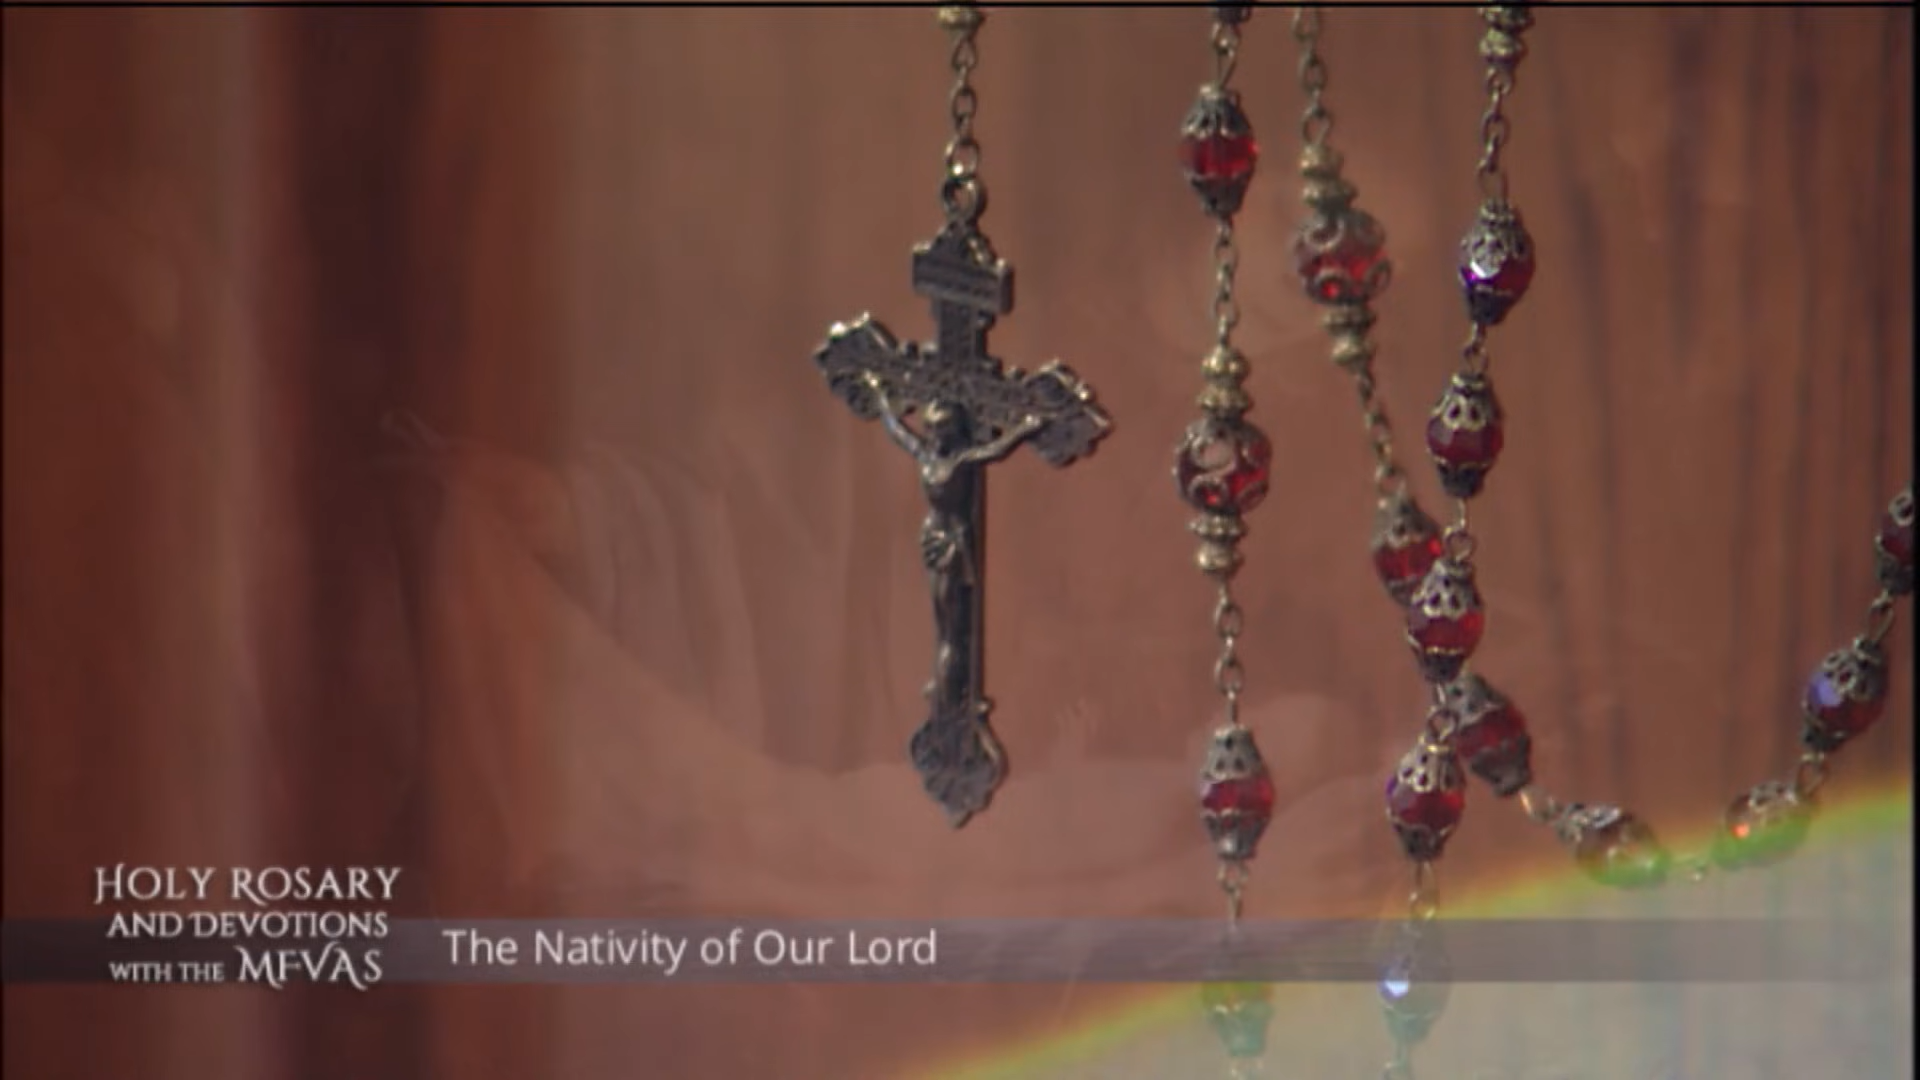 HOLY ROSARY
AND DEVOTIONS
WITH THE MFVAS
The Nativity of Our Lord